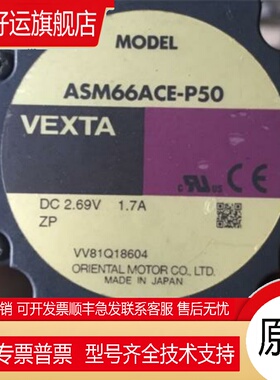 好运旗舰店
MODEL
ASM66ACE-P50
VEXTA
c RU US
DC 2.69V 1.7A
ZP
VV81Q18604
ORIENTAL MOTOR CO., LTD.
MADE IN JAPAN
销 可开发票顺丰急发联系客服 售后无忧
专票普票 型号齐全技术支持
原